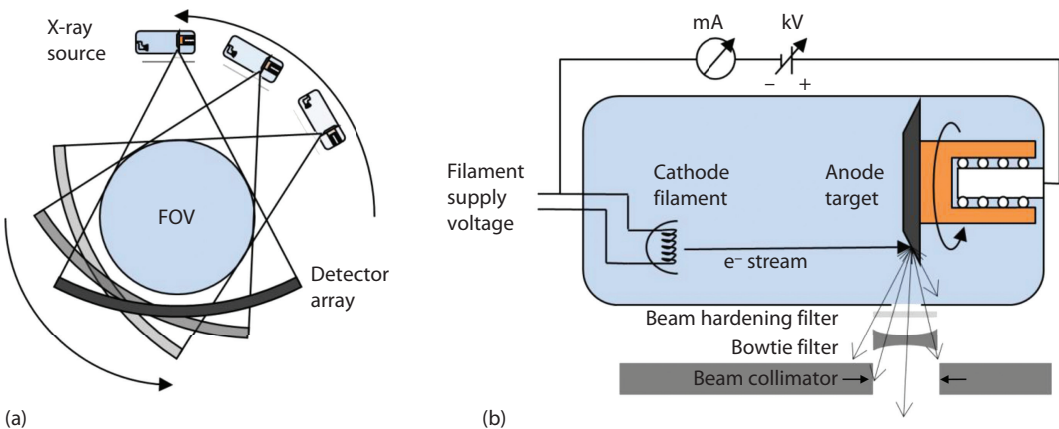 X-ray
source
FOV
Detector
array
(a)
mA
kV
– +
Filament
supply
voltage
Cathode
filament
Anode
target
e⁻ stream
Beam hardening filter
Bowtie filter
Beam collimator
(b)